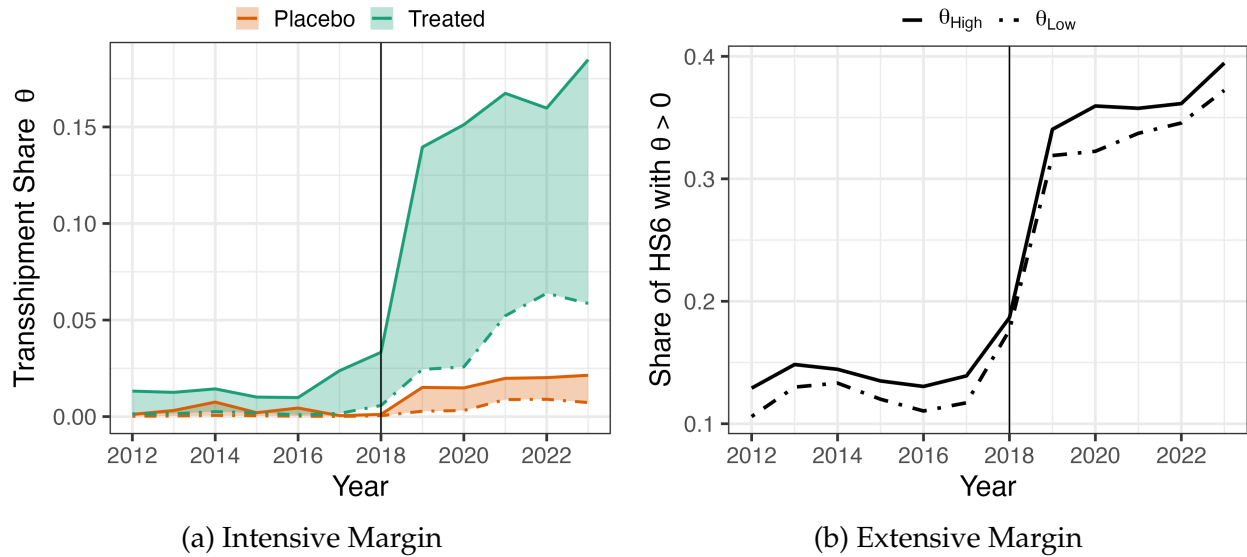 Placebo Treated
Transshipment Share θ
0.15
0.10
0.05
0.00
2012 2014 2016 2018 2020 2022
Year
(a) Intensive Margin
θHigh θLow
Share of HS6 with θ > 0
0.4
0.3
0.2
0.1
2012 2014 2016 2018 2020 2022
Year
(b) Extensive Margin